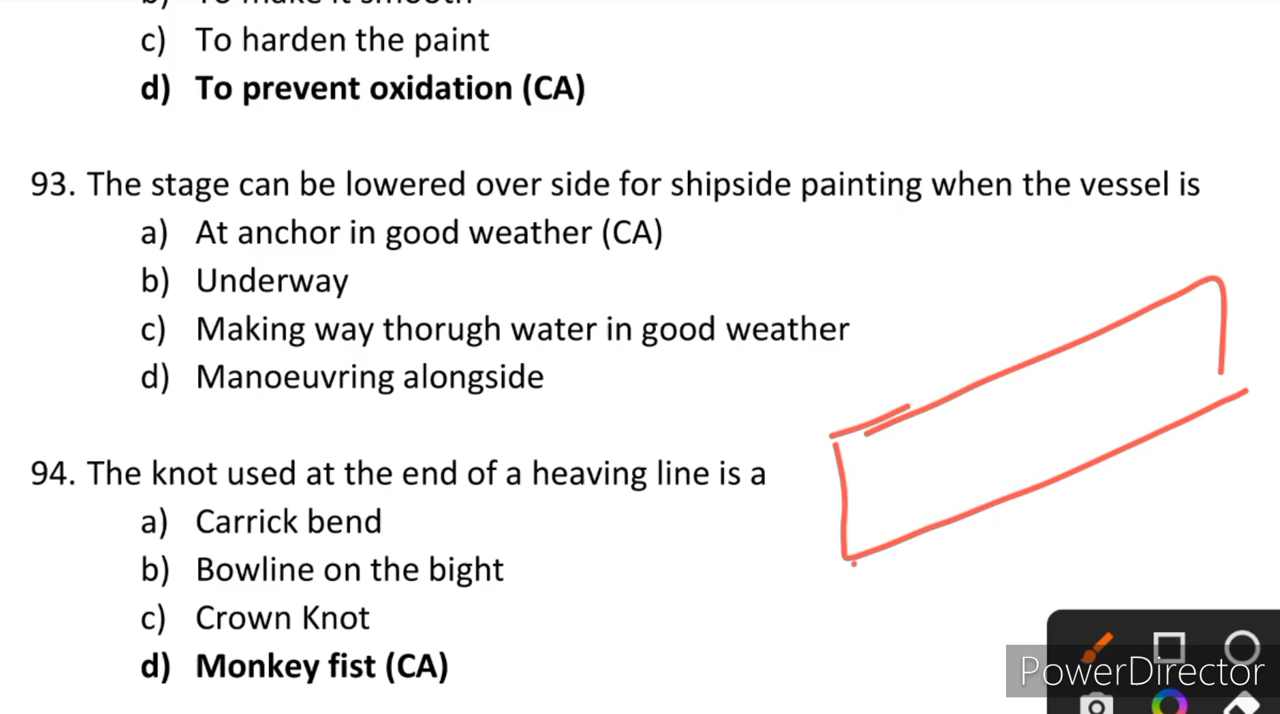 c) To harden the paint
d) To prevent oxidation (CA)
93. The stage can be lowered over side for shipside painting when the vessel is
a) At anchor in good weather (CA)
b) Underway
c) Making way thorugh water in good weather
d) Manoeuvring alongside
94. The knot used at the end of a heaving line is a
a) Carrick bend
b) Bowline on the bight
c) Crown Knot
d) Monkey fist (CA)
PowerDirector